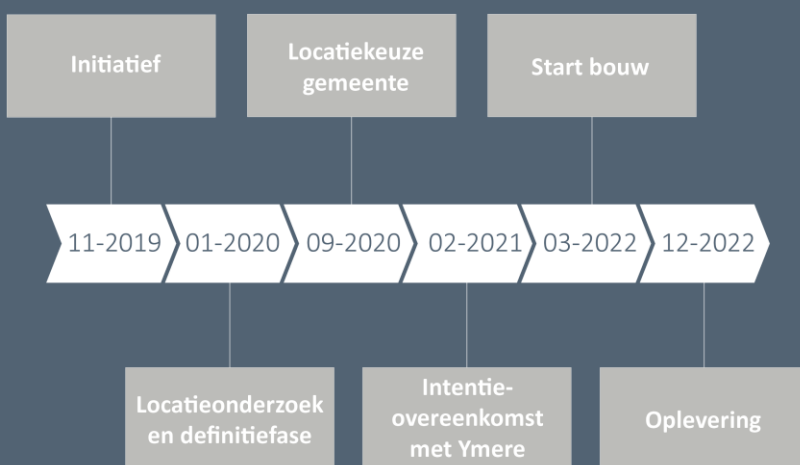 Initiatief
Locatiekeuze
gemeente
Start bouw
11-2019
01-2020
09-2020
02-2021
03-2022
12-2022
Locatieonderzoek
en definitiefase
Intentie-
overeenkomst
met Ymere
Oplevering